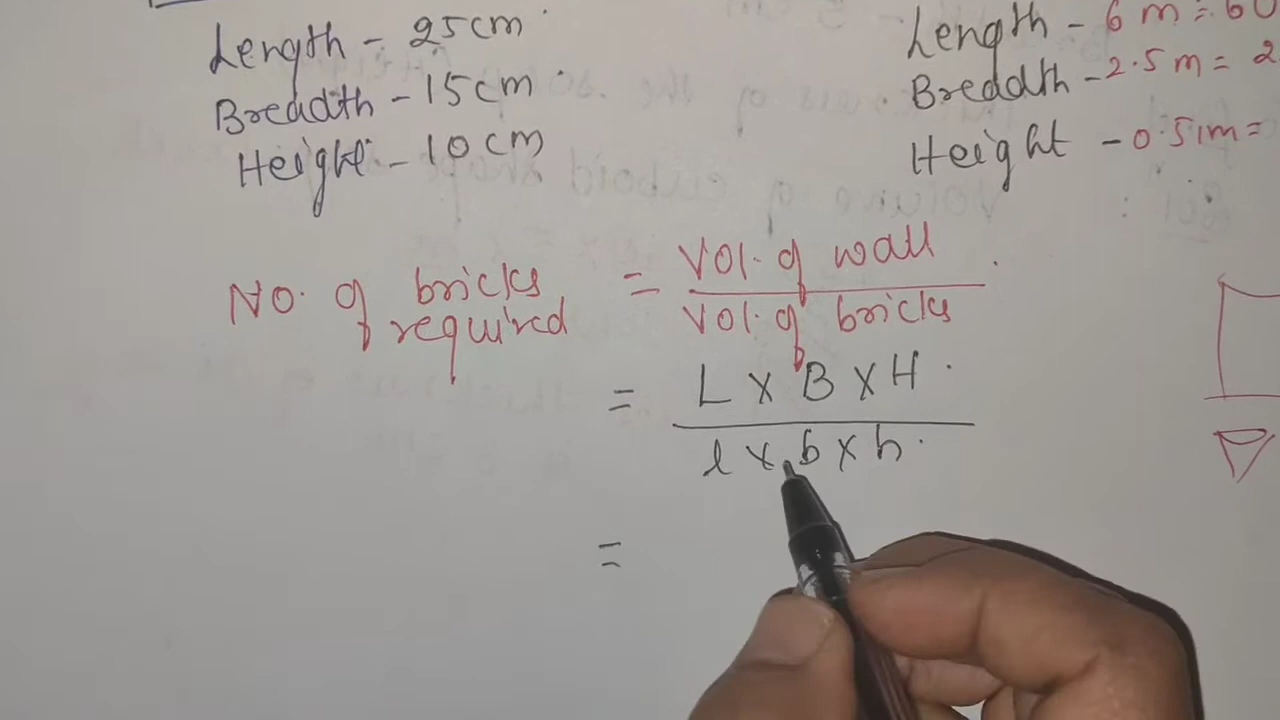 Length - 25cm
Breadth - 15cm
Height - 10cm
Length - 6 m = 60
Breadth - 2.5 m = 2
Height - 0.5 m =
No. of bricks required = Vol. of wall
Vol. of bricks
= L x B x H
l x b x h
=